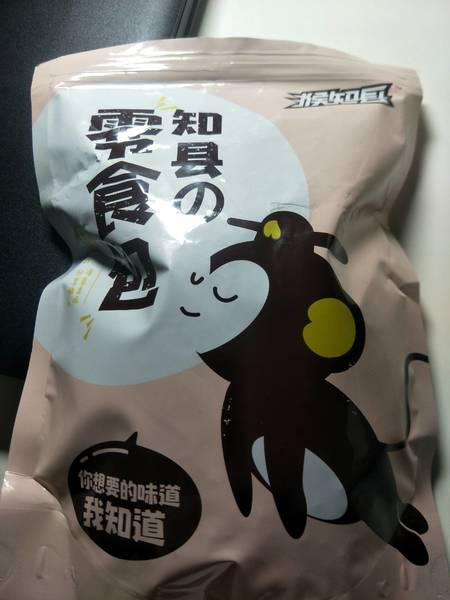 猴知县
知县の
零食包
你想要的味道
我知道